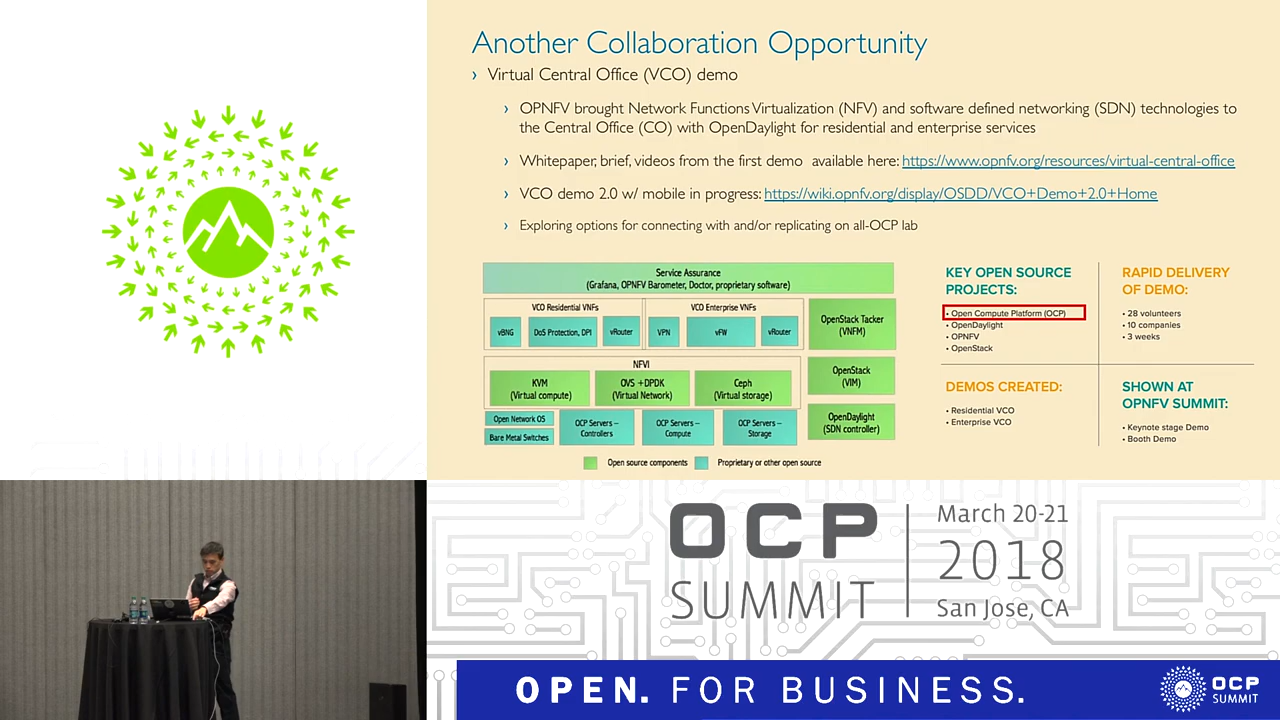 Another Collaboration Opportunity
› Virtual Central Office (VCO) demo
› OPNFV brought Network Functions Virtualization (NFV) and software defined networking (SDN) technologies to
the Central Office (CO) with OpenDaylight for residential and enterprise services
› Whitepaper, brief, videos from the first demo available here: https://www.opnfv.org/resources/virtual-central-office
› VCO demo 2.0 w/ mobile in progress: https://wiki.opnfv.org/display/OSDD/VCO+Demo+2.0+Home
› Exploring options for connecting with and/or replicating on all-OCP lab
Service Assurance
(Grafana, OPNFV Barometer, Doctor, proprietary software)
VCO Residential VNFs
VCO Enterprise VNFs
vBNG
DoS Protection, DPI
vRouter
VPN
vFW
vRouter
OpenStack Tacker
(VNFM)
NFVI
KVM
(Virtual compute)
OVS +DPDK
(Virtual Network)
Ceph
(Virtual storage)
OpenStack
(VIM)
Open Network OS
Bare Metal Switches
OCP Servers –
Controllers
OCP Servers –
Compute
OCP Servers –
Storage
OpenDaylight
(SDN controller)
Open source components
Proprietary or other open source
KEY OPEN SOURCE
PROJECTS:
• Open Compute Platform (OCP)
• OpenDaylight
• OPNFV
• OpenStack
RAPID DELIVERY
OF DEMO:
• 28 volunteers
• 10 companies
• 3 weeks
DEMOS CREATED:
• Residential VCO
• Enterprise VCO
SHOWN AT
OPNFV SUMMIT:
• Keynote stage Demo
• Booth Demo
OCP
SUMMIT
March 20-21
2018
San Jose, CA
OPEN. FOR BUSINESS.
OCP
SUMMIT